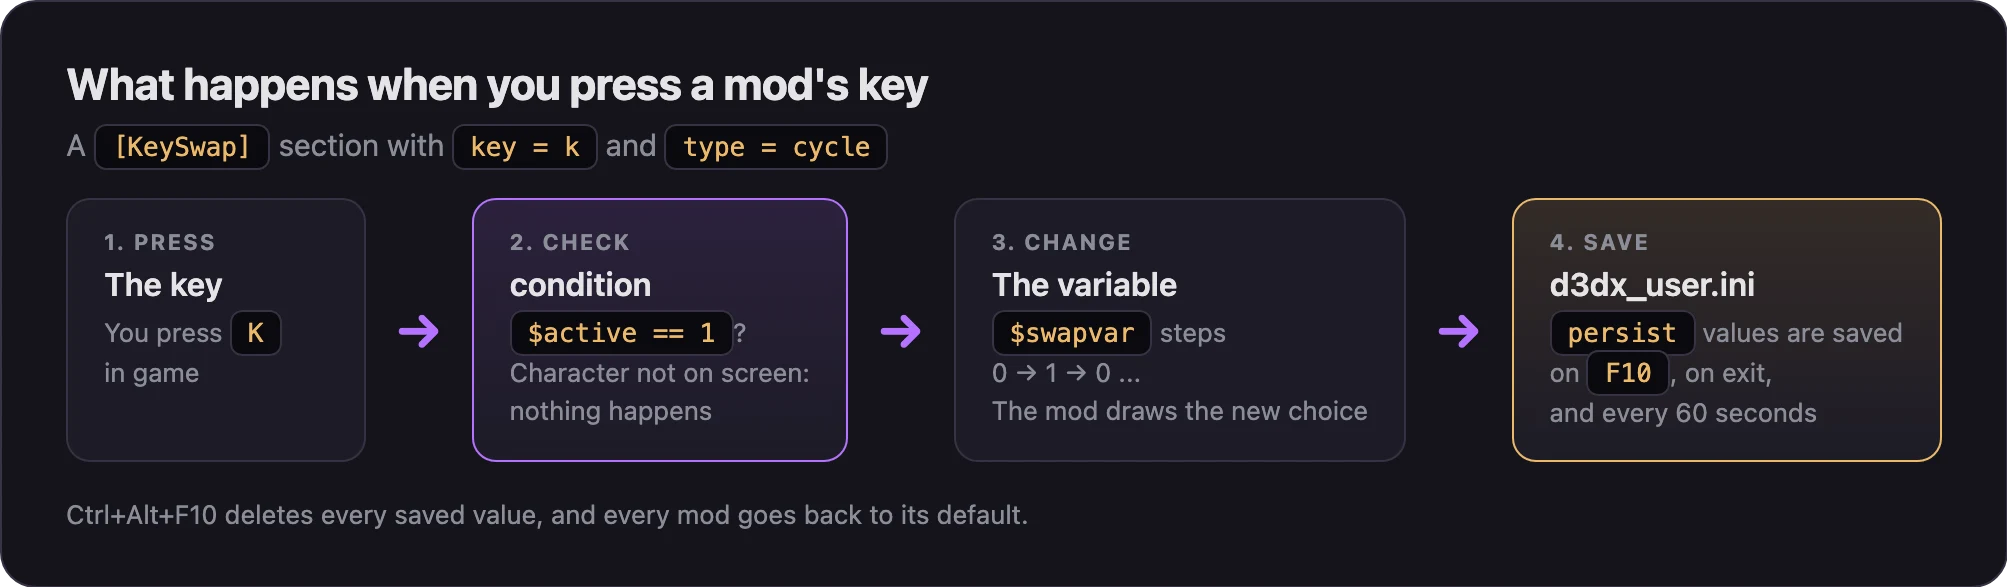 What happens when you press a mod's key
A [KeySwap] section with key = k and type = cycle
1. PRESS
The key
You press K
in game
2. CHECK
condition
$active == 1?
Character not on screen:
nothing happens
3. CHANGE
The variable
$swapvar steps
0 → 1 → 0 ...
The mod draws the new choice
4. SAVE
d3dx_user.ini
persist values are saved
on F10, on exit,
and every 60 seconds
Ctrl+Alt+F10 deletes every saved value, and every mod goes back to its default.